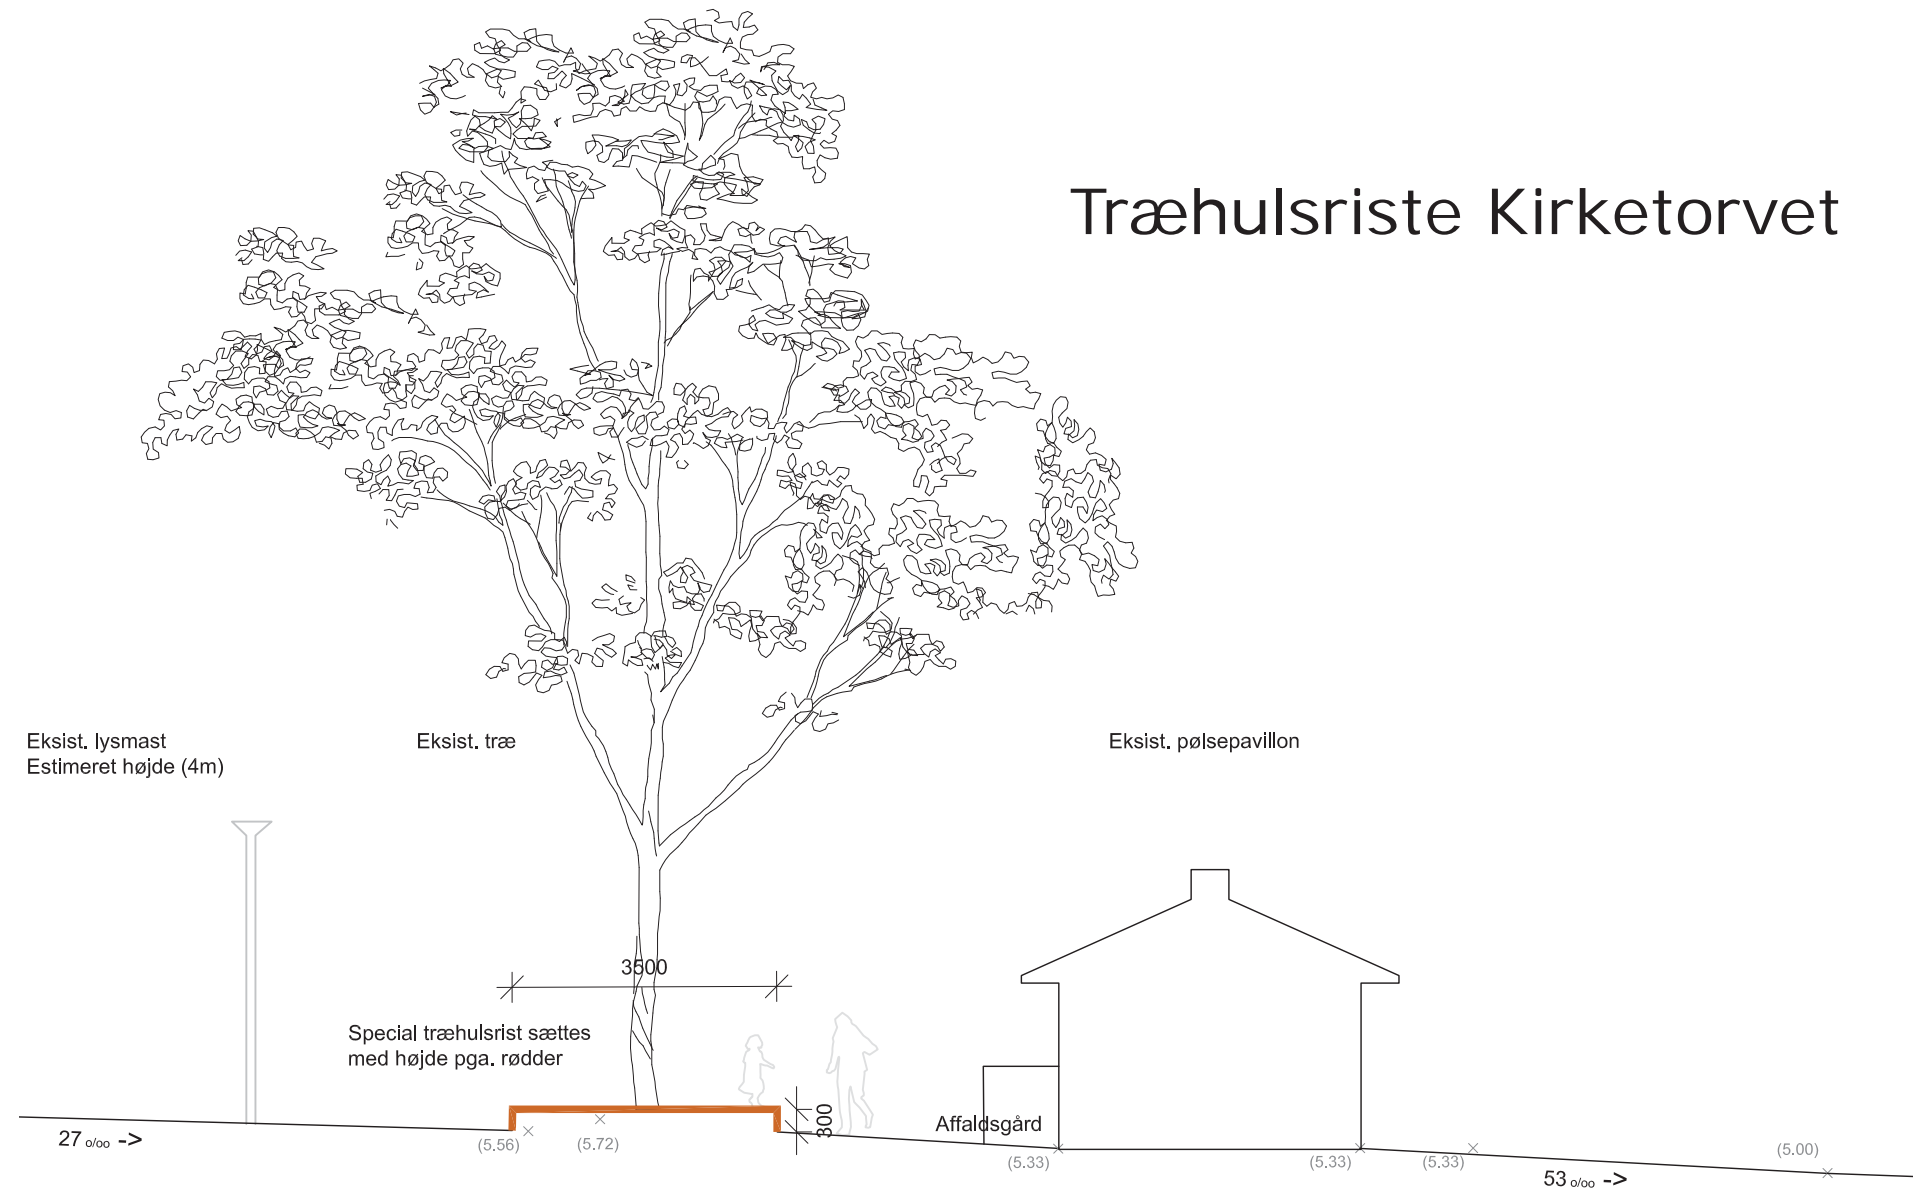 Træhulsriste Kirketorvet
Eksist. lysmast
Estimeret højde (4m)
Eksist. træ
Eksist. pølsepavillon
3500
Special træhulsrist sættes
med højde pga. rødder
300
Affaldsgård
27 o/oo ->
(5.56)
(5.72)
(5.33)
(5.33)
(5.33)
(5.00)
53 o/oo ->